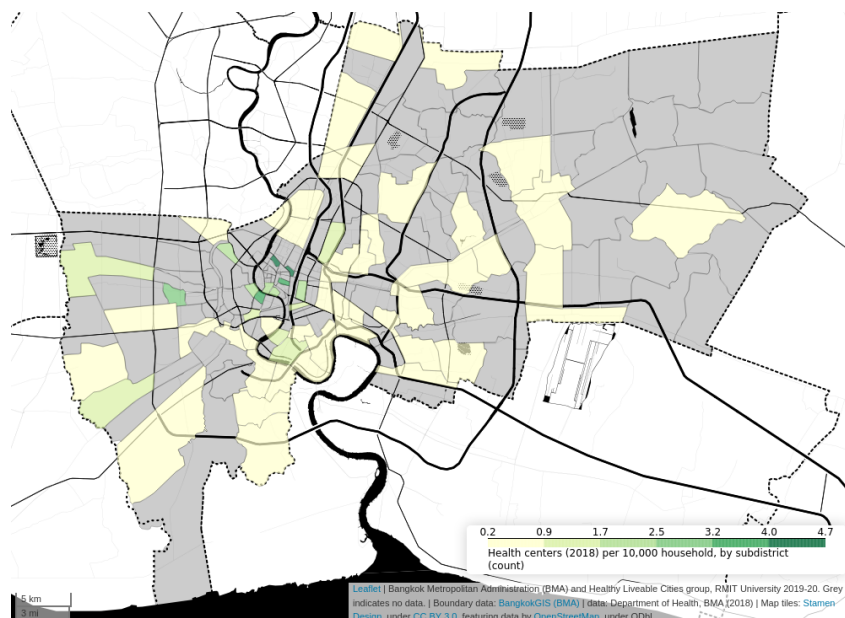 0.2 0.9 1.7 2.5 3.2 4.0 4.7
Health centers (2018) per 10,000 household, by subdistrict
(count)
5 km
3 mi
Leaflet | Bangkok Metropolitan Administration (BMA) and Healthy Liveable Cities group, RMIT University 2019-20. Grey
indicates no data. | Boundary data: BangkokGIS (BMA) | data: Department of Health, BMA (2018) | Map tiles: Stamen
Design, under CC BY 3.0, featuring data by OpenStreetMap, under ODbL